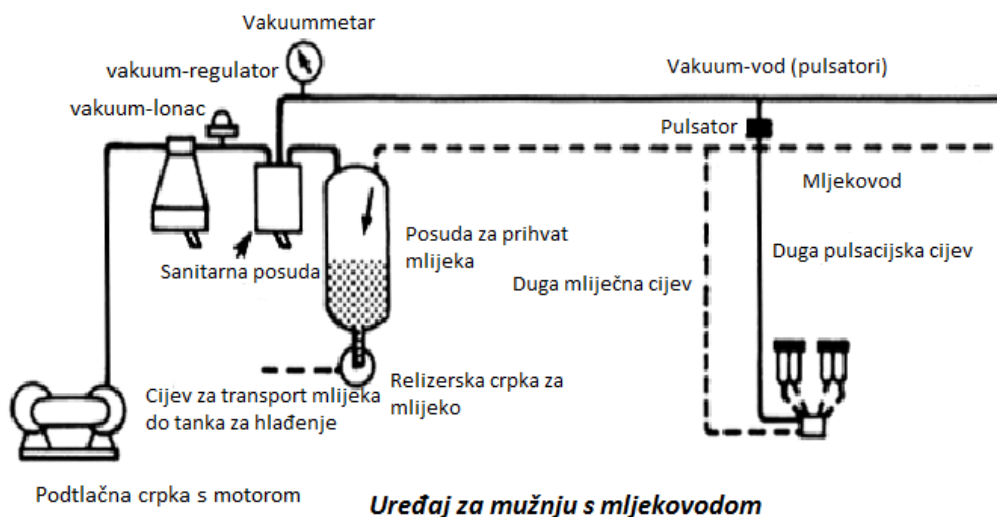 Vakuummetar
vakuum-regulator
Vakuum-vod (pulsatori)
vakuum-lonac
Pulsator
Mljekovod
Posuda za prihvat
mlijeka
Duga pulsacijska cijev
Sanitarna posuda
Duga mliječna cijev
Cijev za transport mlijeka
do tanka za hlađenje
Relizerska crpka za
mlijeko
Podtlačna crpka s motorom
Uređaj za mužnju s mljekovodom